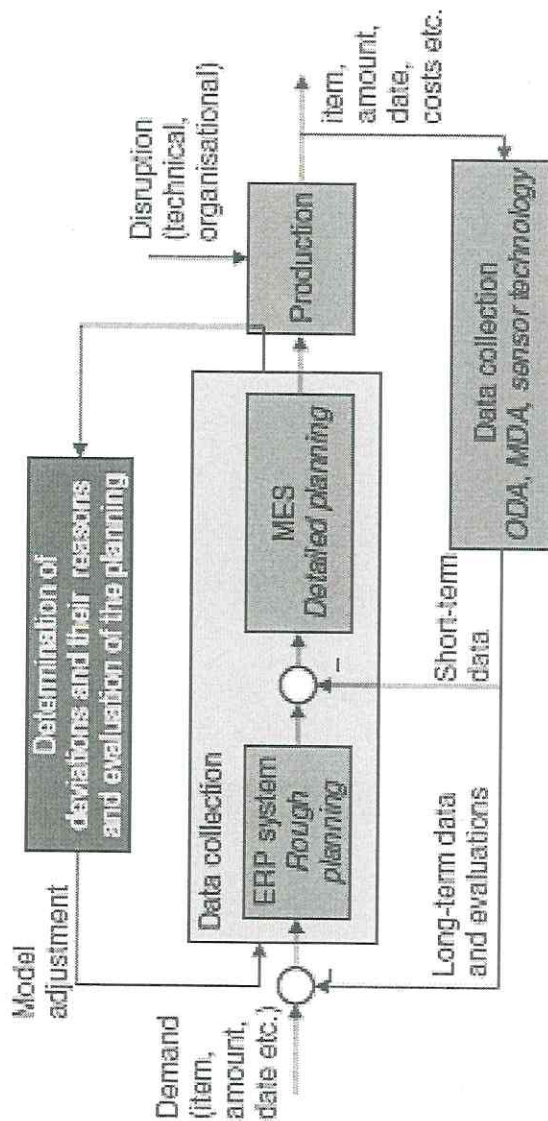 Determination of
deviations and their reasons
and evaluation of the planning
Model
adjustment
Disruption
(technical,
organisational)
Data collection
Demand
(item,
amount,
date etc.)
ERP system
Rough
planning
MES
Detailed planning
Production
item,
amount,
date,
costs etc.
–
–
Long-term data
and evaluations
Short-term
data
Data collection
ODA, MDA, sensor technology